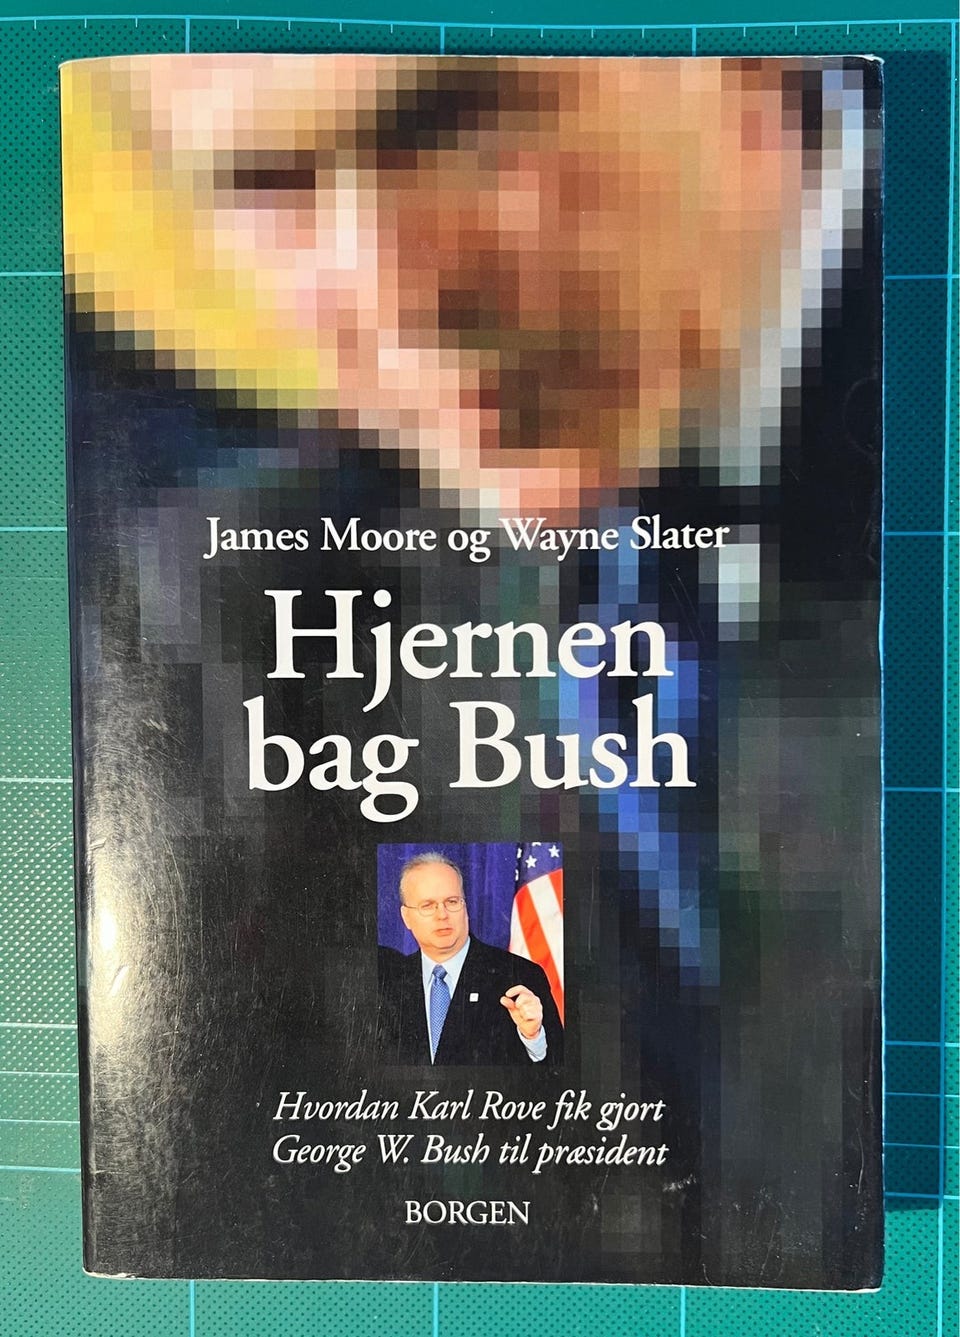 James Moore og Wayne Slater
Hjernen
bag Bush
Hvordan Karl Rove fik gjort
George W. Bush til præsident
BORGEN